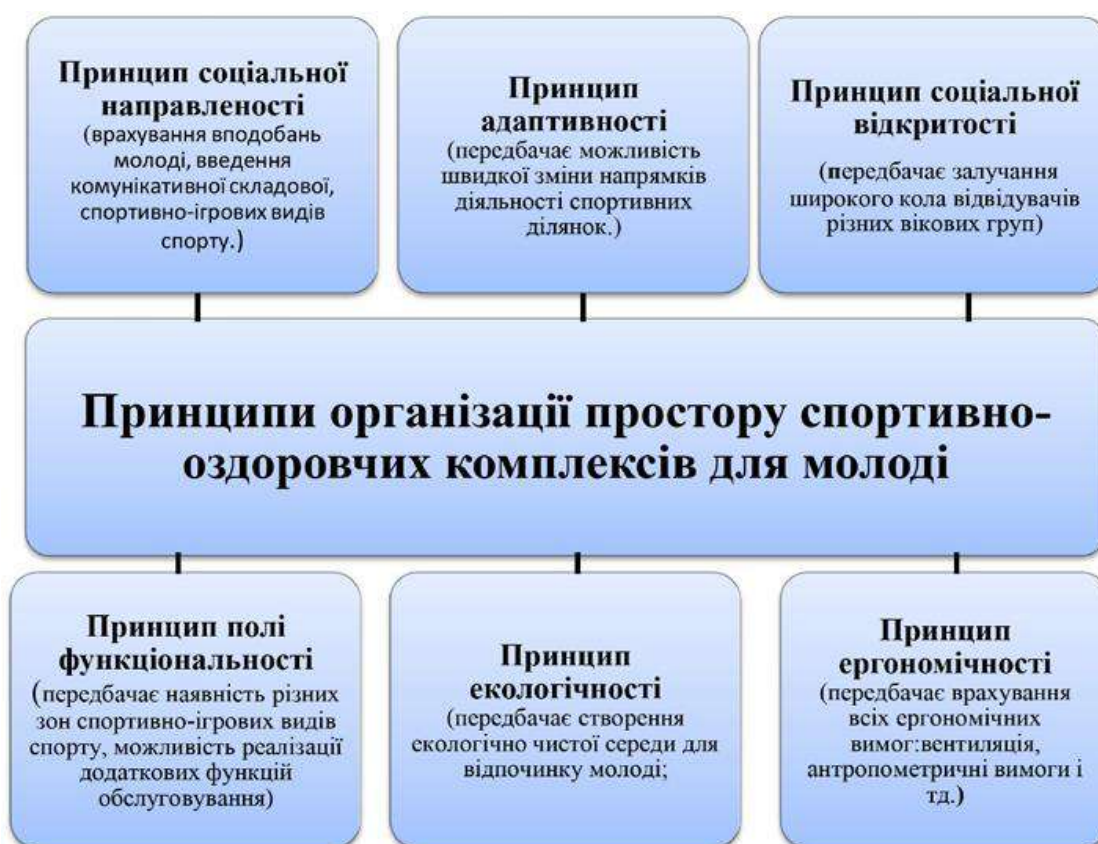 Принцип соціальної
направленості
(врахування вподобань
молоді, введення
комунікативної складової,
спортивно-ігрових видів
спорту.)
Принцип
адаптивності
(передбачає можливість
швидкої зміни напрямків
діяльності спортивних
ділянок.)
Принцип соціальної
відкритості
(передбачає залучання
широкого кола відвідувачів
різних вікових груп)
Принципи організації простору спортивно-
оздоровчих комплексів для молоді
Принцип полі
функціональності
(передбачає наявність різних
зон спортивно-ігрових видів
спорту, можливість реалізації
додаткових функцій
обслуговування)
Принцип
екологічності
(передбачає створення
екологічно чистої середи для
відпочинку молоді;
Принцип
ергономічності
(передбачає врахування
всіх ергономічних
вимог:вентиляція,
антропометричні вимоги і
тд.)